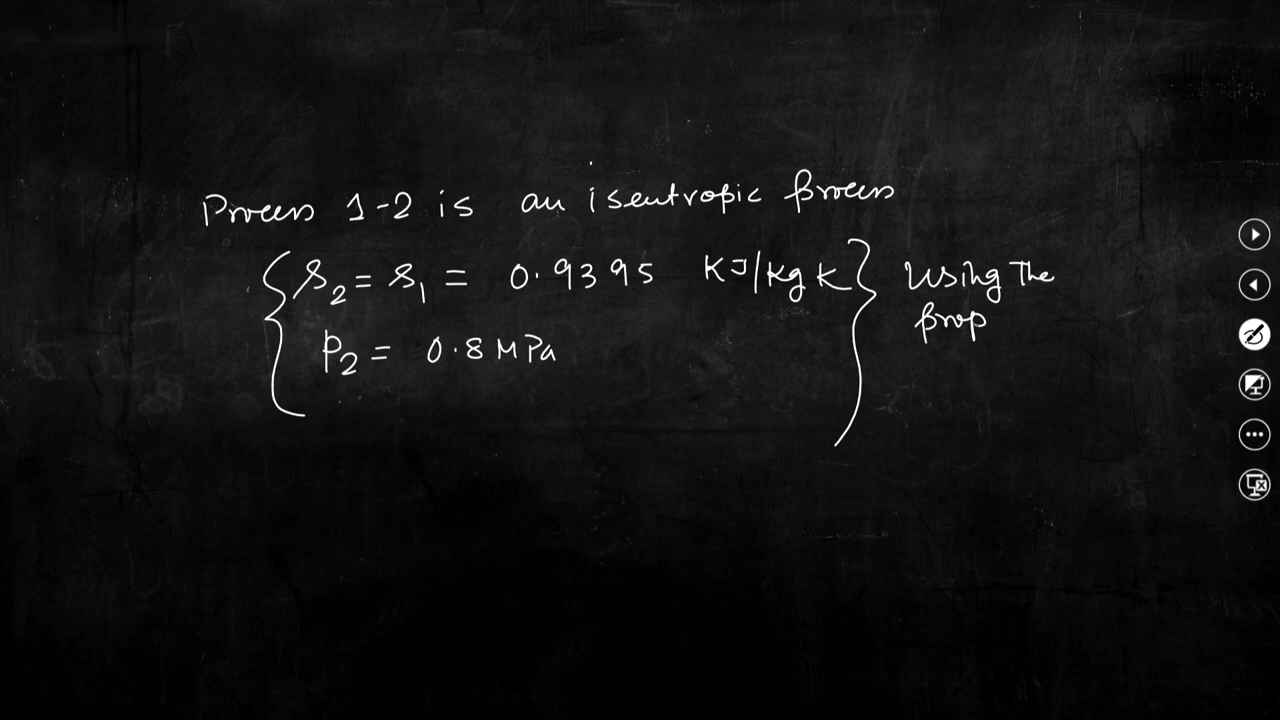 Process 1-2 is an isentropic process
s₂ = s₁ = 0.9395 KJ/Kg K
P₂ = 0.8 MPa
Using The
prop